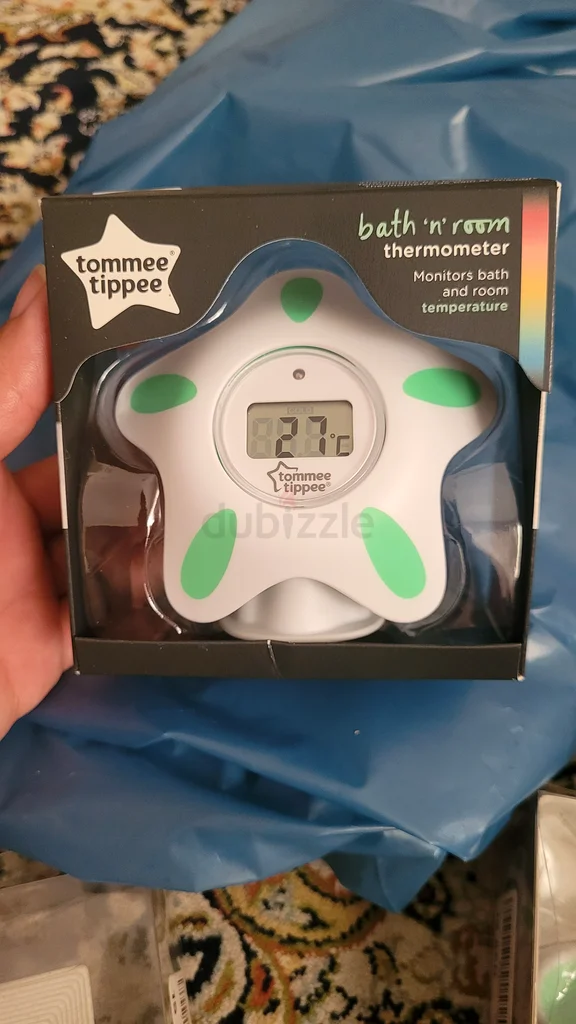 tommee
tippee
bath 'n' room
thermometer
Monitors bath
and room
temperature
27°C
tommee
tippee
dubizzle